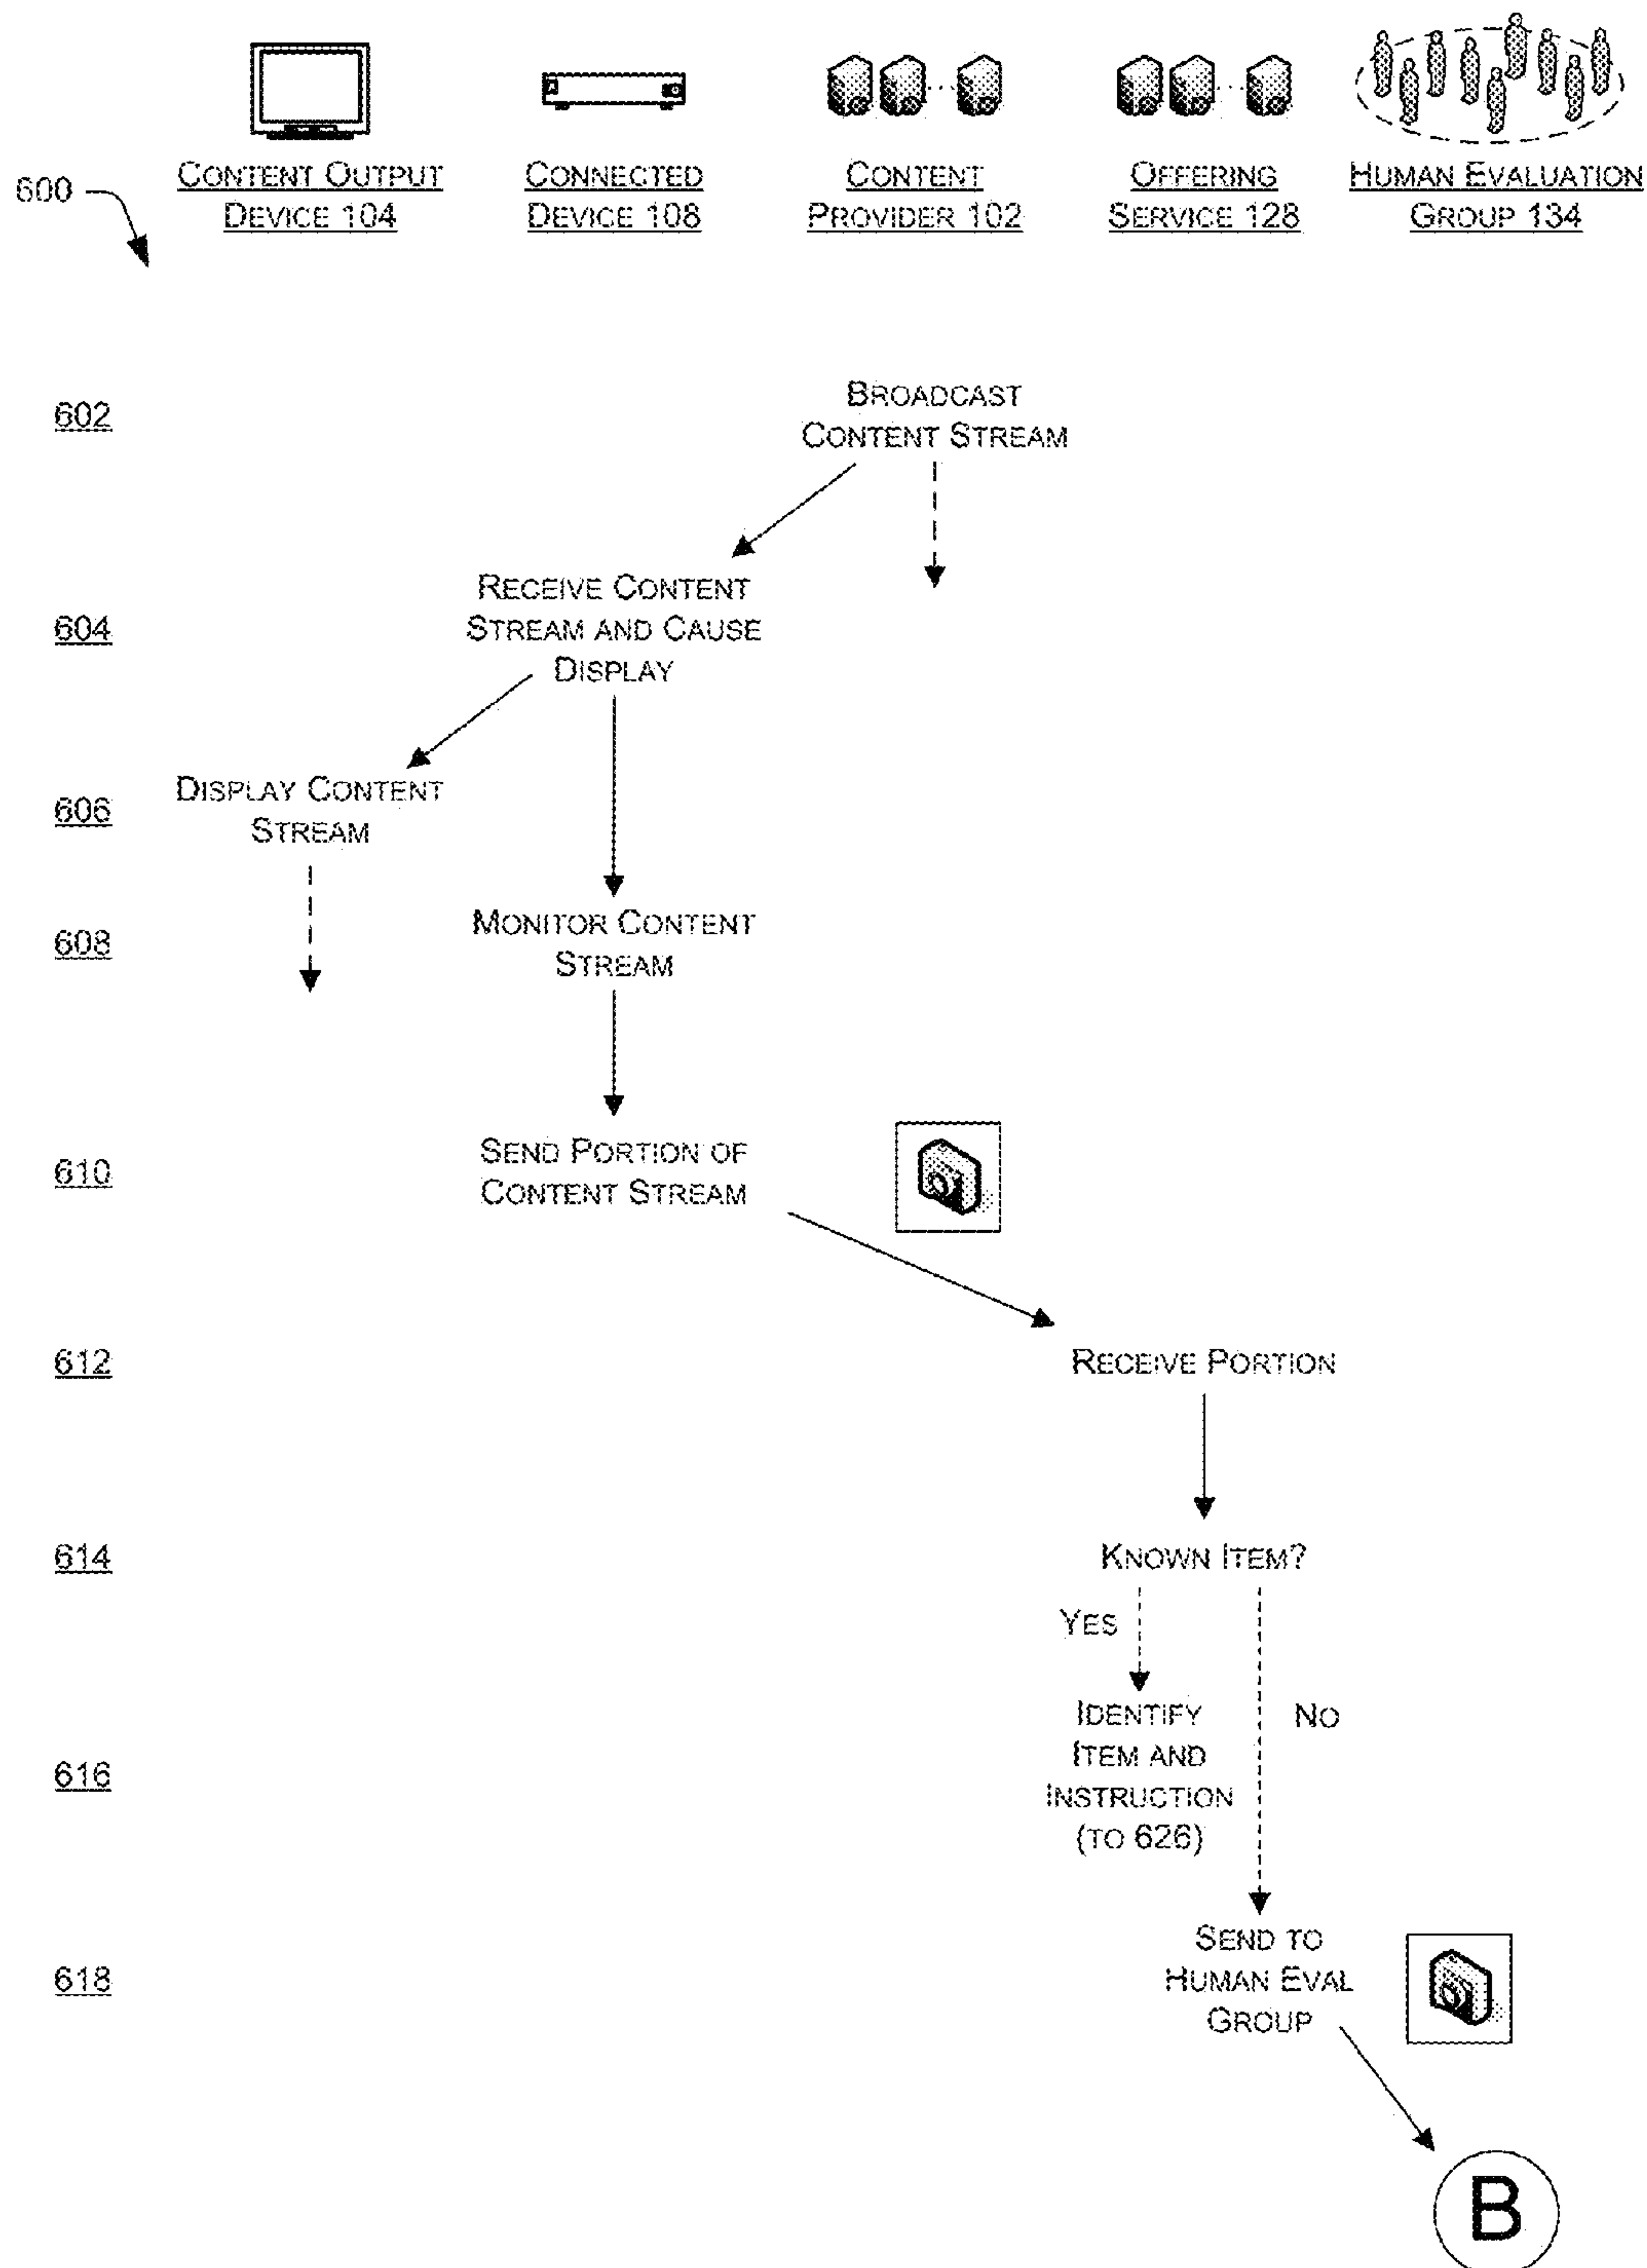 600
CONTENT OUTPUT
DEVICE 104
CONNECTED
DEVICE 108
CONTENT
PROVIDER 102
OFFERING
SERVICE 128
HUMAN EVALUATION
GROUP 134
602
BROADCAST
CONTENT STREAM
604
RECEIVE CONTENT
STREAM AND CAUSE
DISPLAY
606
DISPLAY CONTENT
STREAM
608
MONITOR CONTENT
STREAM
610
SEND PORTION OF
CONTENT STREAM
612
RECEIVE PORTION
614
KNOWN ITEM?
YES
NO
616
IDENTIFY
ITEM AND
INSTRUCTION
(TO 626)
618
SEND TO
HUMAN EVAL
GROUP
B